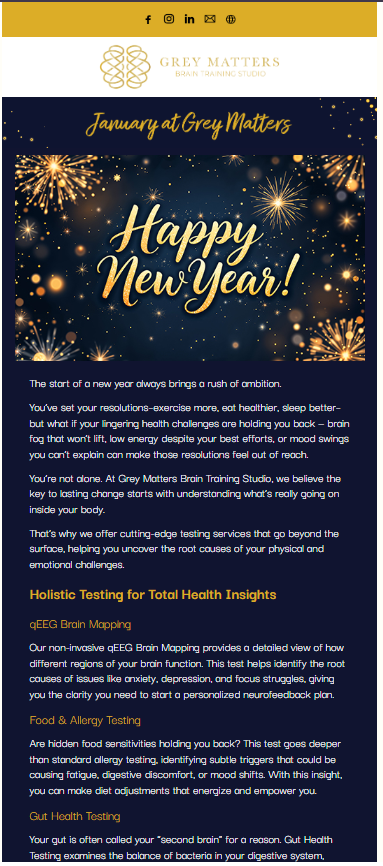 GREY MATTERS
BRAIN TRAINING STUDIO
January at Grey Matters
Happy
New Year!
The start of a new year always brings a rush of ambition.
You've set your resolutions–exercise more, eat healthier, sleep better–
but what if your lingering health challenges are holding you back – brain
fog that won't lift, low energy despite your best efforts, or mood swings
you can't explain can make those resolutions feel out of reach.
You're not alone. At Grey Matters Brain Training Studio, we believe the
key to lasting change starts with understanding what's really going on
inside your body.
That's why we offer cutting-edge testing services that go beyond the
surface, helping you uncover the root causes of your physical and
emotional challenges.
Holistic Testing for Total Health Insights
qEEG Brain Mapping
Our non-invasive qEEG Brain Mapping provides a detailed view of how
different regions of your brain function. This test helps identify the root
causes of issues like anxiety, depression, and focus struggles, giving
you the clarity you need to start a personalized neurofeedback plan.
Food & Allergy Testing
Are hidden food sensitivities holding you back? This test goes deeper
than standard allergy testing, identifying subtle triggers that could be
causing fatigue, digestive discomfort, or mood shifts. With this insight,
you can make diet adjustments that energize and empower you.
Gut Health Testing
Your gut is often called your "second brain" for a reason. Gut Health
Testing examines the balance of bacteria in your digestive system,